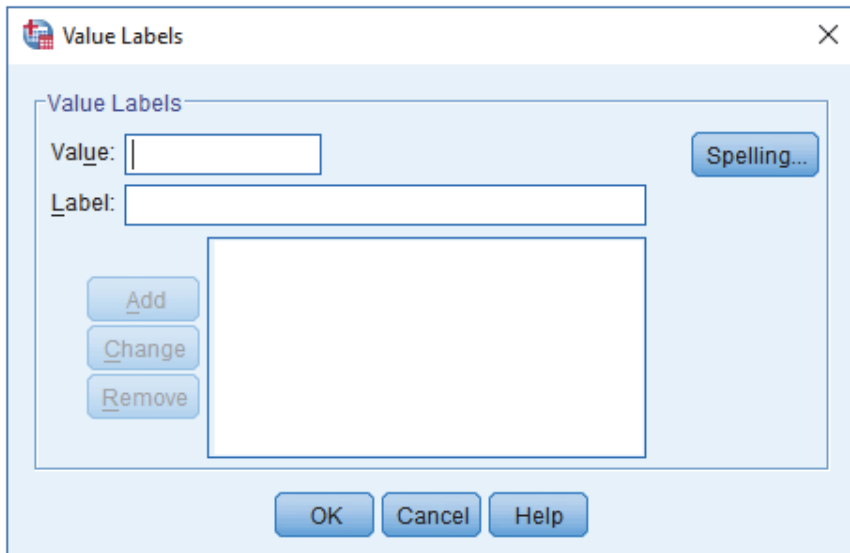 Value Labels
Value Labels
Value:
Spelling...
Label:
Add
Change
Remove
OK Cancel Help